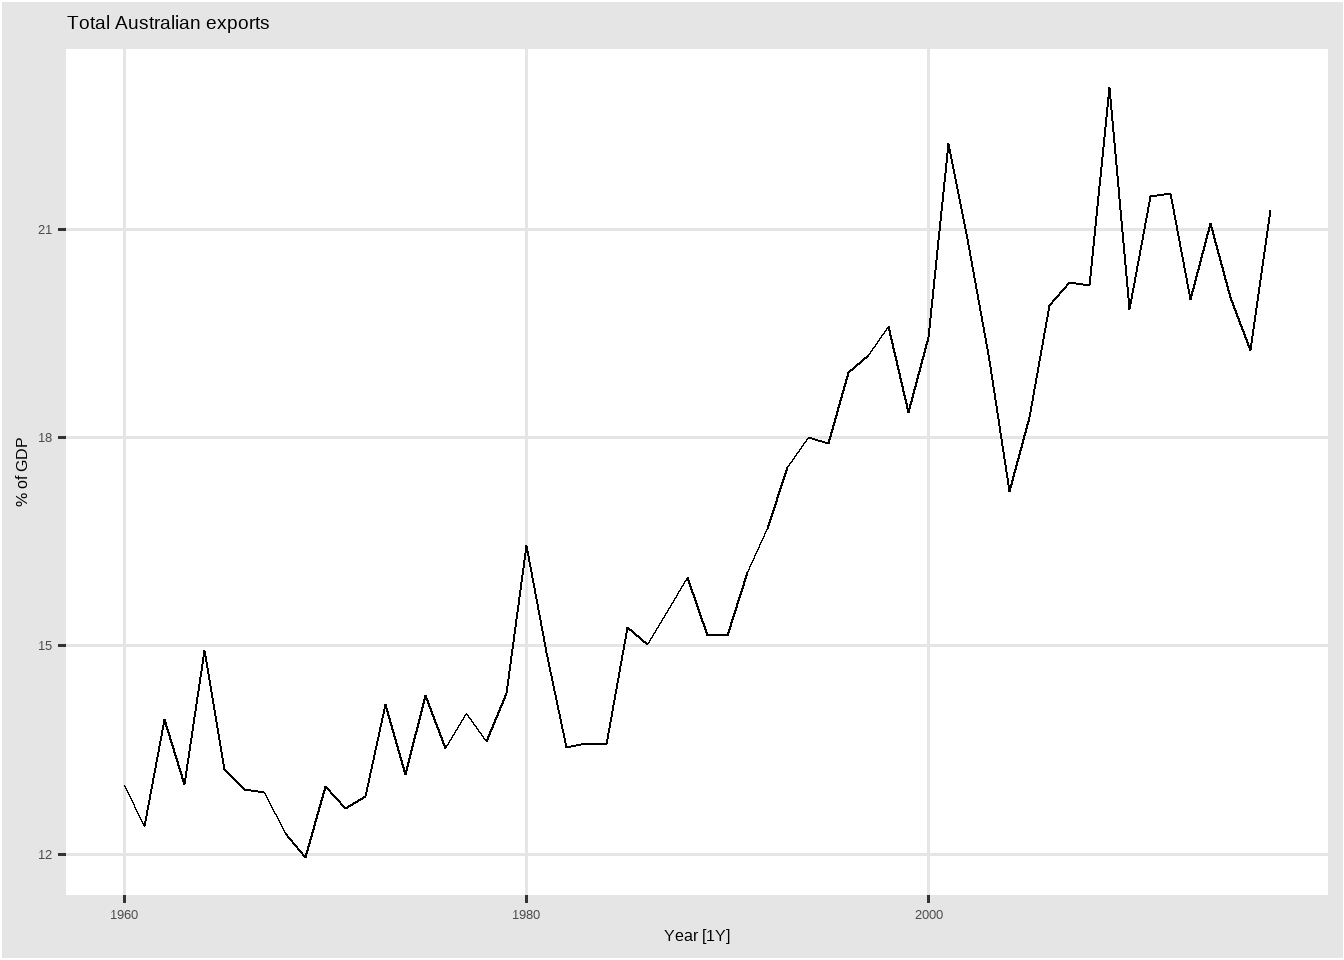 Total Australian exports
21
18
15
12
% of GDP
1960
1980
2000
Year [1Y]